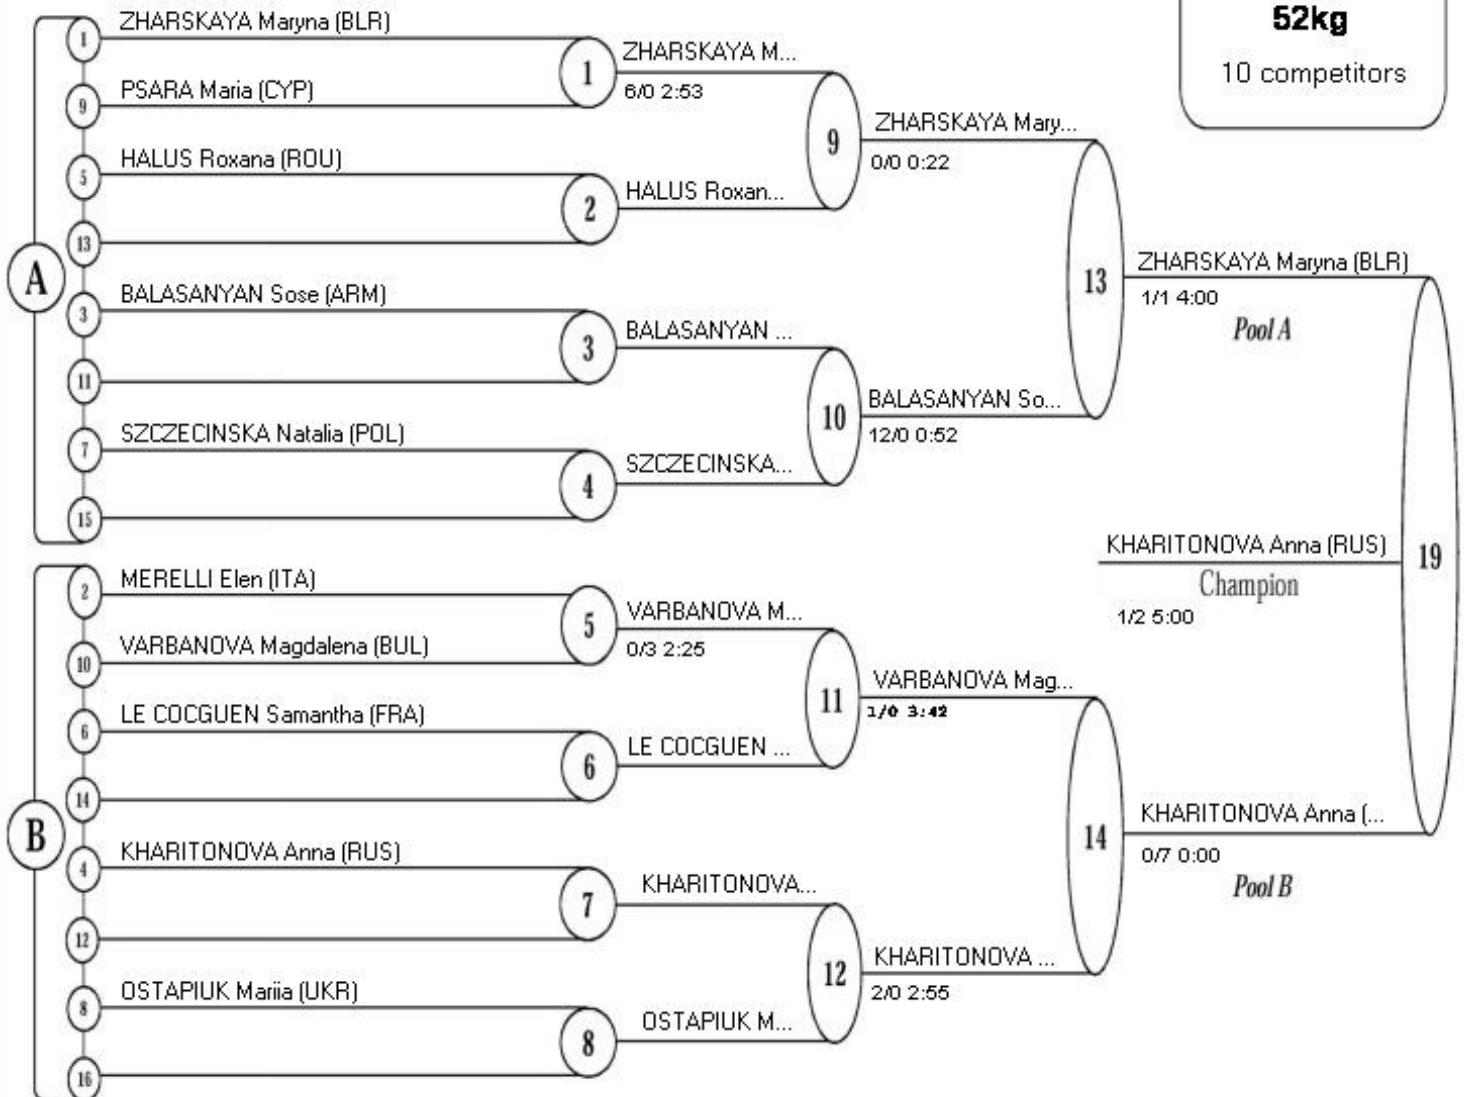 52kg
10 competitors
A
1
ZHARSKAYA Maryna (BLR)
9
PSARA Maria (CYP)
1
ZHARSKAYA M...
6/0 2:53
5
HALUS Roxana (ROU)
13
2
HALUS Roxan...
9
ZHARSKAYA Mary...
0/0 0:22
3
BALASANYAN Sose (ARM)
11
3
BALASANYAN ...
7
SZCZECINSKA Natalia (POL)
15
4
SZCZECINSKA...
10
BALASANYAN So...
12/0 0:52
13
ZHARSKAYA Maryna (BLR)
1/1 4:00
Pool A
B
2
MERELLI Elen (ITA)
10
VARBANOVA Magdalena (BUL)
5
VARBANOVA M...
0/3 2:25
6
LE COCGUEN Samantha (FRA)
14
6
LE COCGUEN ...
11
VARBANOVA Mag...
1/0 3:42
4
KHARITONOVA Anna (RUS)
12
7
KHARITONOVA...
8
OSTAPIUK Mariia (UKR)
16
8
OSTAPIUK M...
12
KHARITONOVA ...
2/0 2:55
14
KHARITONOVA Anna (...
0/7 0:00
Pool B
19
KHARITONOVA Anna (RUS)
Champion
1/2 5:00